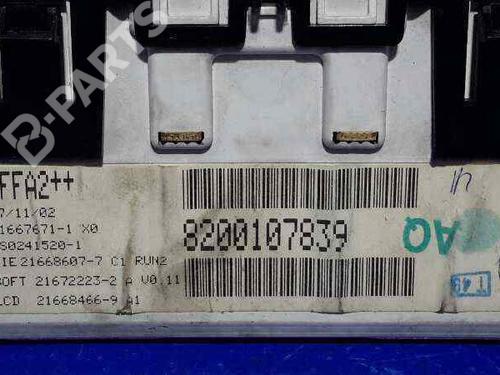 B-PARTS
FFA2++
7/11/02
1667671-1 X0
S0241520-1
IE 21668607-7 C1 RUN2
SOFT 21672223-2 A V0.11
LCD 21668466-9 A1
8200107839
AQ